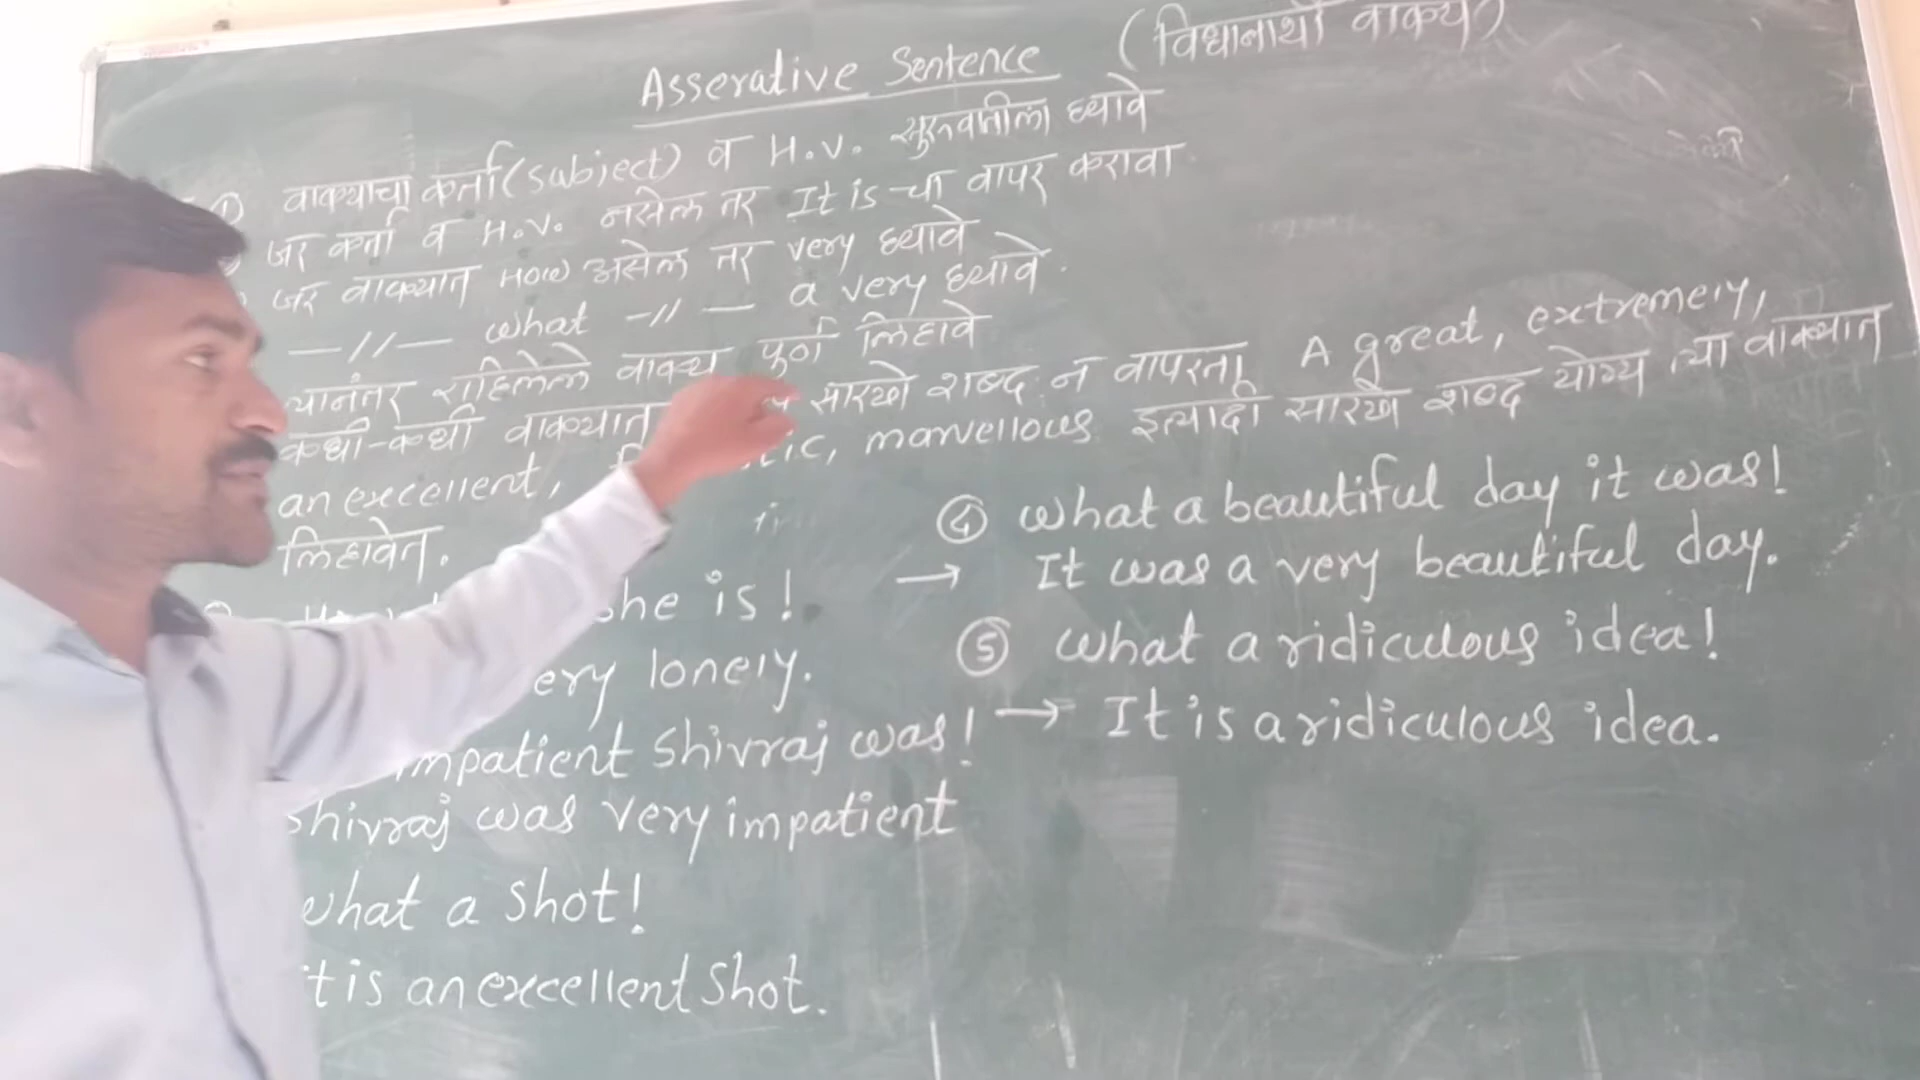 Asserative Sentence (विधानार्थी वाक्य)
① वाक्याचा कर्ता (subject) व H.V. सुरुवातीला घ्यावे
जर कर्ता व H.V. नसेल तर It is चा वापर करावा
जर वाक्यात How असेल तर very घ्यावे
—//— what —//— a very घ्यावे.
त्यानंतर राहिलेले वाक्य पूर्ण लिहावे
कधी-कधी वाक्यात सारखे शब्द न वापरता A great, extremely,
an excellent, tic, marvellous इत्यादी सारखे शब्द योग्य त्या वाक्यात
लिहावेत.
she is!
ery lonely.
impatient Shivraj was!
Shivraj was very impatient
what a shot!
t is an excellent shot.
④ what a beautiful day it was!
→ It was a very beautiful day.
⑤ what a ridiculous idea!
→ It is a ridiculous idea.